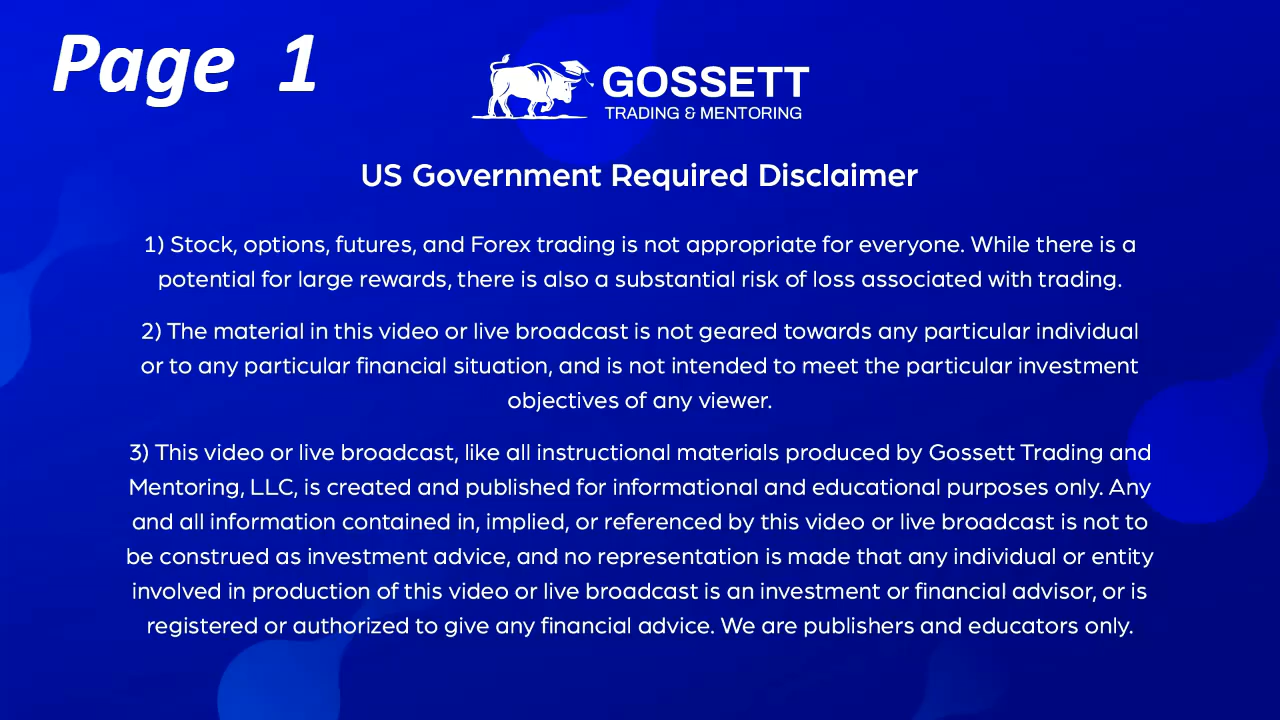 Page 1
GOSSETT
TRADING & MENTORING
US Government Required Disclaimer
1) Stock, options, futures, and Forex trading is not appropriate for everyone. While there is a
potential for large rewards, there is also a substantial risk of loss associated with trading.
2) The material in this video or live broadcast is not geared towards any particular individual
or to any particular financial situation, and is not intended to meet the particular investment
objectives of any viewer.
3) This video or live broadcast, like all instructional materials produced by Gossett Trading and
Mentoring, LLC, is created and published for informational and educational purposes only. Any
and all information contained in, implied, or referenced by this video or live broadcast is not to
be construed as investment advice, and no representation is made that any individual or entity
involved in production of this video or live broadcast is an investment or financial advisor, or is
registered or authorized to give any financial advice. We are publishers and educators only.